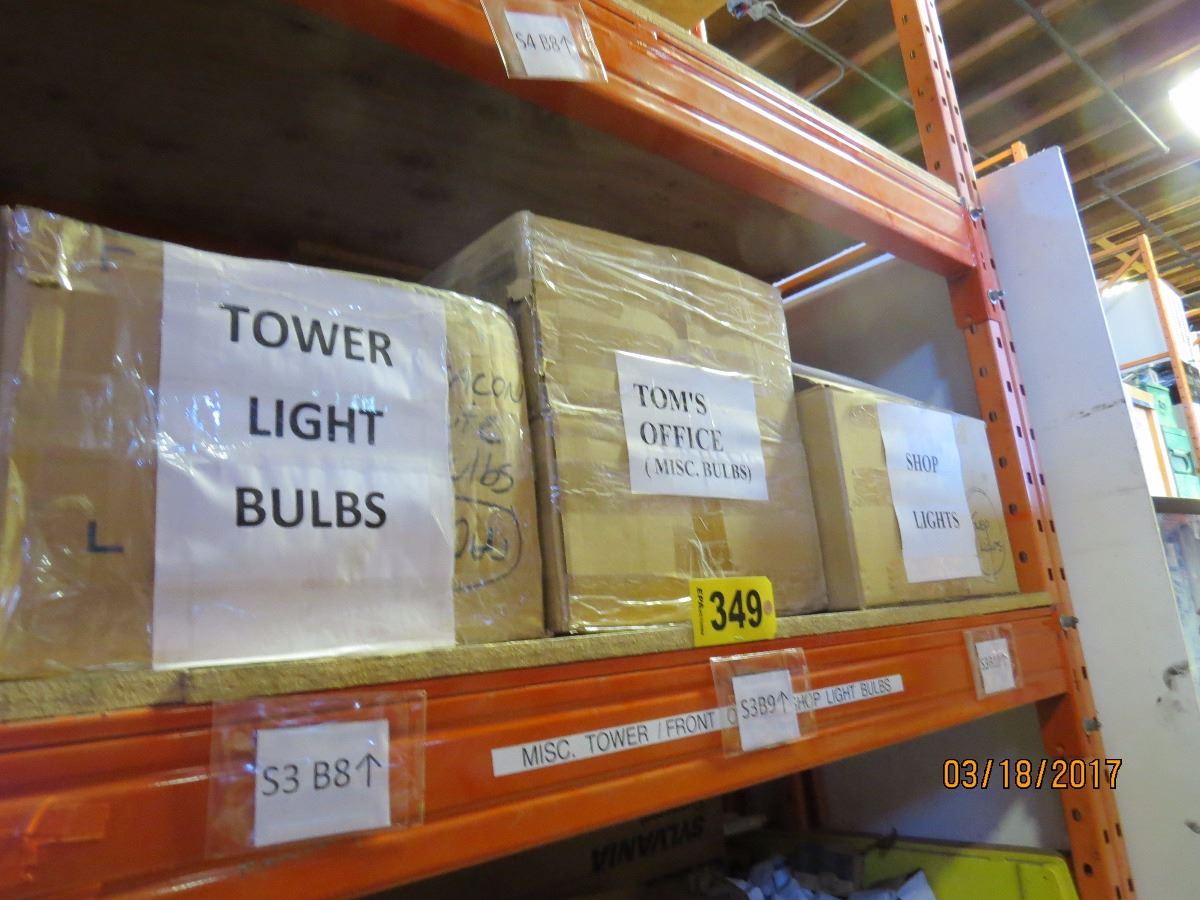 S4 B8↑
TOWER
LIGHT
BULBS
L
TOM'S
OFFICE
(MISC. BULBS)
SHOP
LIGHTS
349
S3 B8↑
MISC. TOWER / FRONT
S3B9↑
SHOP LIGHT BULBS
03/18/2017
SYLVANIA